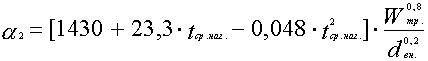 α₂ = [1430 + 23,3 · t_ср.наг. − 0,048 · t²_ср.наг.] · W^0,8_тр. / d^0,2_вн.